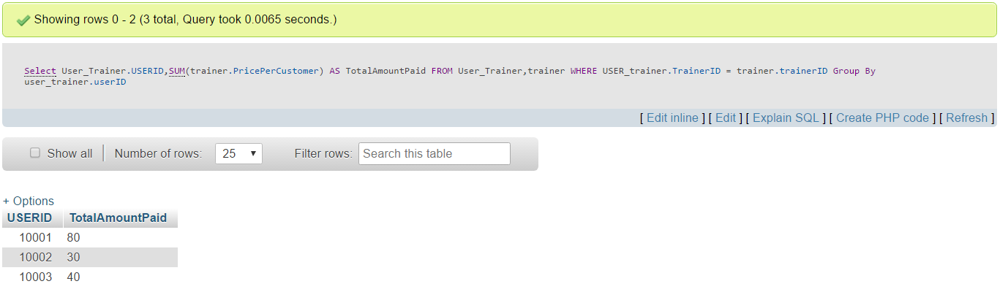 Showing rows 0 - 2 (3 total, Query took 0.0065 seconds.)
Select User_Trainer.USERID,SUM(trainer.PricePerCustomer) AS TotalAmountPaid FROM User_Trainer,trainer WHERE USER_trainer.TrainerID = trainer.trainerID Group By
user_trainer.userID
[ Edit inline ] [ Edit ] [ Explain SQL ] [ Create PHP code ] [ Refresh ]
Show all Number of rows: 25 Filter rows: Search this table
+ Options
USERID TotalAmountPaid
10001 80
10002 30
10003 40